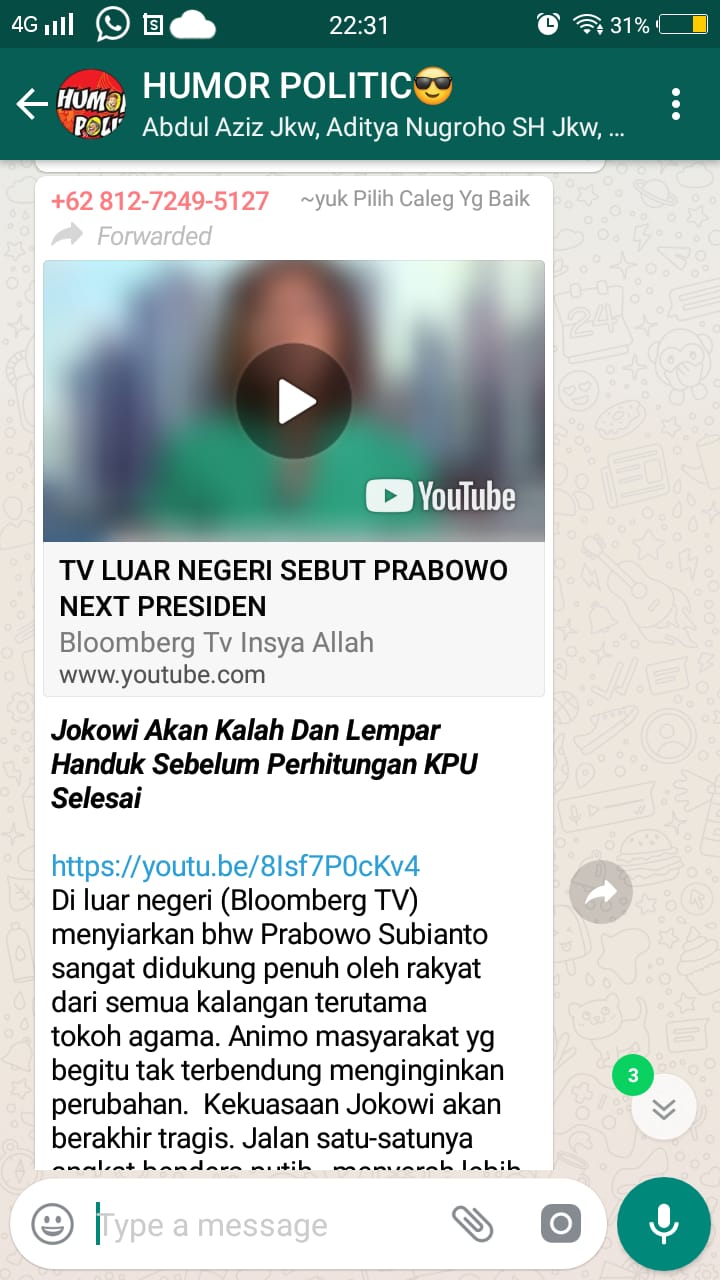 4G 22:31 31%
HUMOR POLITIC😎
Abdul Aziz Jkw, Aditya Nugroho SH Jkw, ...
+62 812-7249-5127 ~yuk Pilih Caleg Yg Baik
Forwarded
YouTube
TV LUAR NEGERI SEBUT PRABOWO
NEXT PRESIDEN
Bloomberg Tv Insya Allah
www.youtube.com
Jokowi Akan Kalah Dan Lempar
Handuk Sebelum Perhitungan KPU
Selesai
https://youtu.be/8Isf7P0cKv4
Di luar negeri (Bloomberg TV)
menyiarkan bhw Prabowo Subianto
sangat didukung penuh oleh rakyat
dari semua kalangan terutama
tokoh agama. Animo masyarakat yg
begitu tak terbendung menginginkan
perubahan.  Kekuasaan Jokowi akan
berakhir tragis. Jalan satu-satunya
3
Type a message